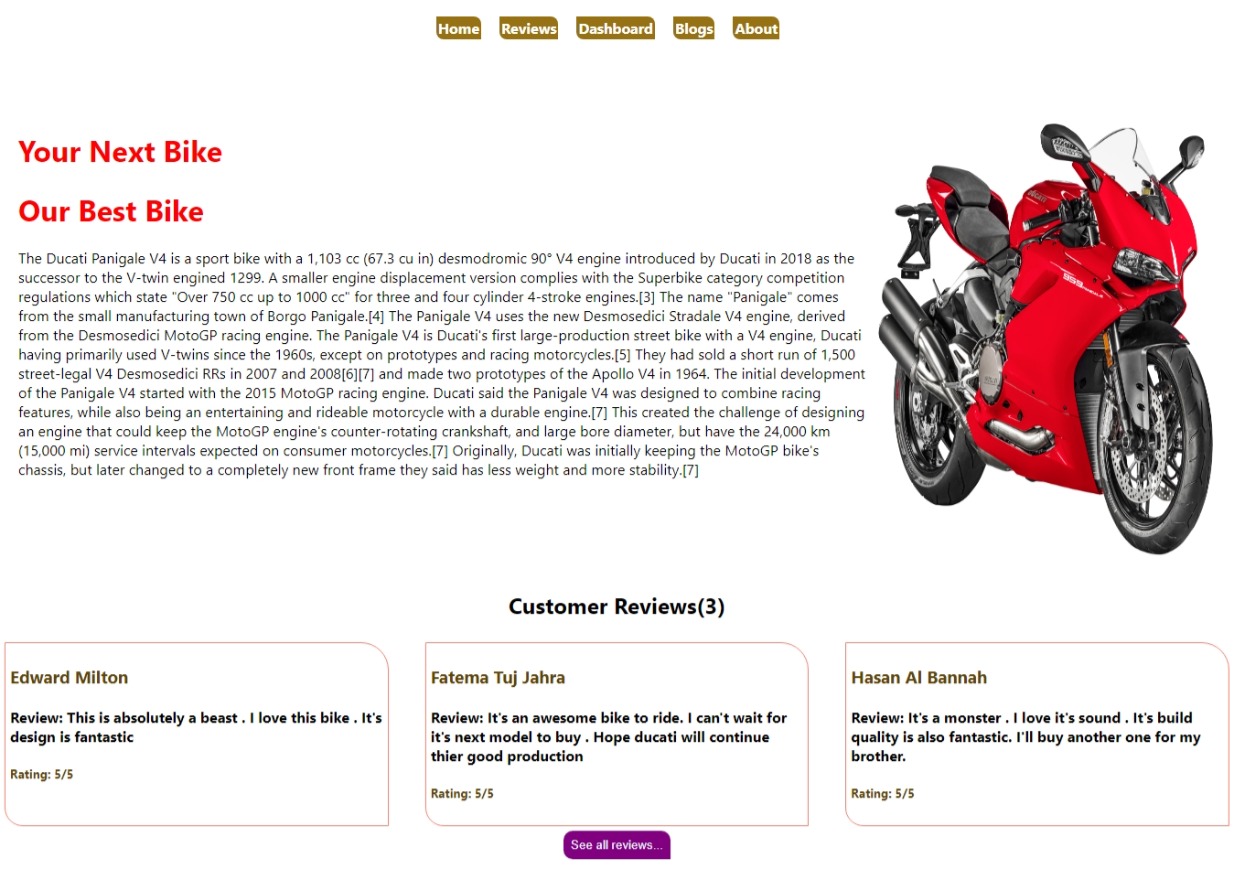 Home Reviews Dashboard Blogs About
Your Next Bike
Our Best Bike
The Ducati Panigale V4 is a sport bike with a 1,103 cc (67.3 cu in) desmodromic 90° V4 engine introduced by Ducati in 2018 as the
successor to the V-twin engined 1299. A smaller engine displacement version complies with the Superbike category competition
regulations which state "Over 750 cc up to 1000 cc" for three and four cylinder 4-stroke engines.[3] The name "Panigale" comes
from the small manufacturing town of Borgo Panigale.[4] The Panigale V4 uses the new Desmosedici Stradale V4 engine, derived
from the Desmosedici MotoGP racing engine. The Panigale V4 is Ducati's first large-production street bike with a V4 engine, Ducati
having primarily used V-twins since the 1960s, except on prototypes and racing motorcycles.[5] They had sold a short run of 1,500
street-legal V4 Desmosedici RRs in 2007 and 2008[6][7] and made two prototypes of the Apollo V4 in 1964. The initial development
of the Panigale V4 started with the 2015 MotoGP racing engine. Ducati said the Panigale V4 was designed to combine racing
features, while also being an entertaining and rideable motorcycle with a durable engine.[7] This created the challenge of designing
an engine that could keep the MotoGP engine's counter-rotating crankshaft, and large bore diameter, but have the 24,000 km
(15,000 mi) service intervals expected on consumer motorcycles.[7] Originally, Ducati was initially keeping the MotoGP bike's
chassis, but later changed to a completely new front frame they said has less weight and more stability.[7]
959
Customer Reviews(3)
Edward Milton
Review: This is absolutely a beast . I love this bike . It's
design is fantastic
Rating: 5/5
Fatema Tuj Jahra
Review: It's an awesome bike to ride. I can't wait for
it's next model to buy . Hope ducati will continue
thier good production
Rating: 5/5
Hasan Al Bannah
Review: It's a monster . I love it's sound . It's build
quality is also fantastic. I'll buy another one for my
brother.
Rating: 5/5
See all reviews...